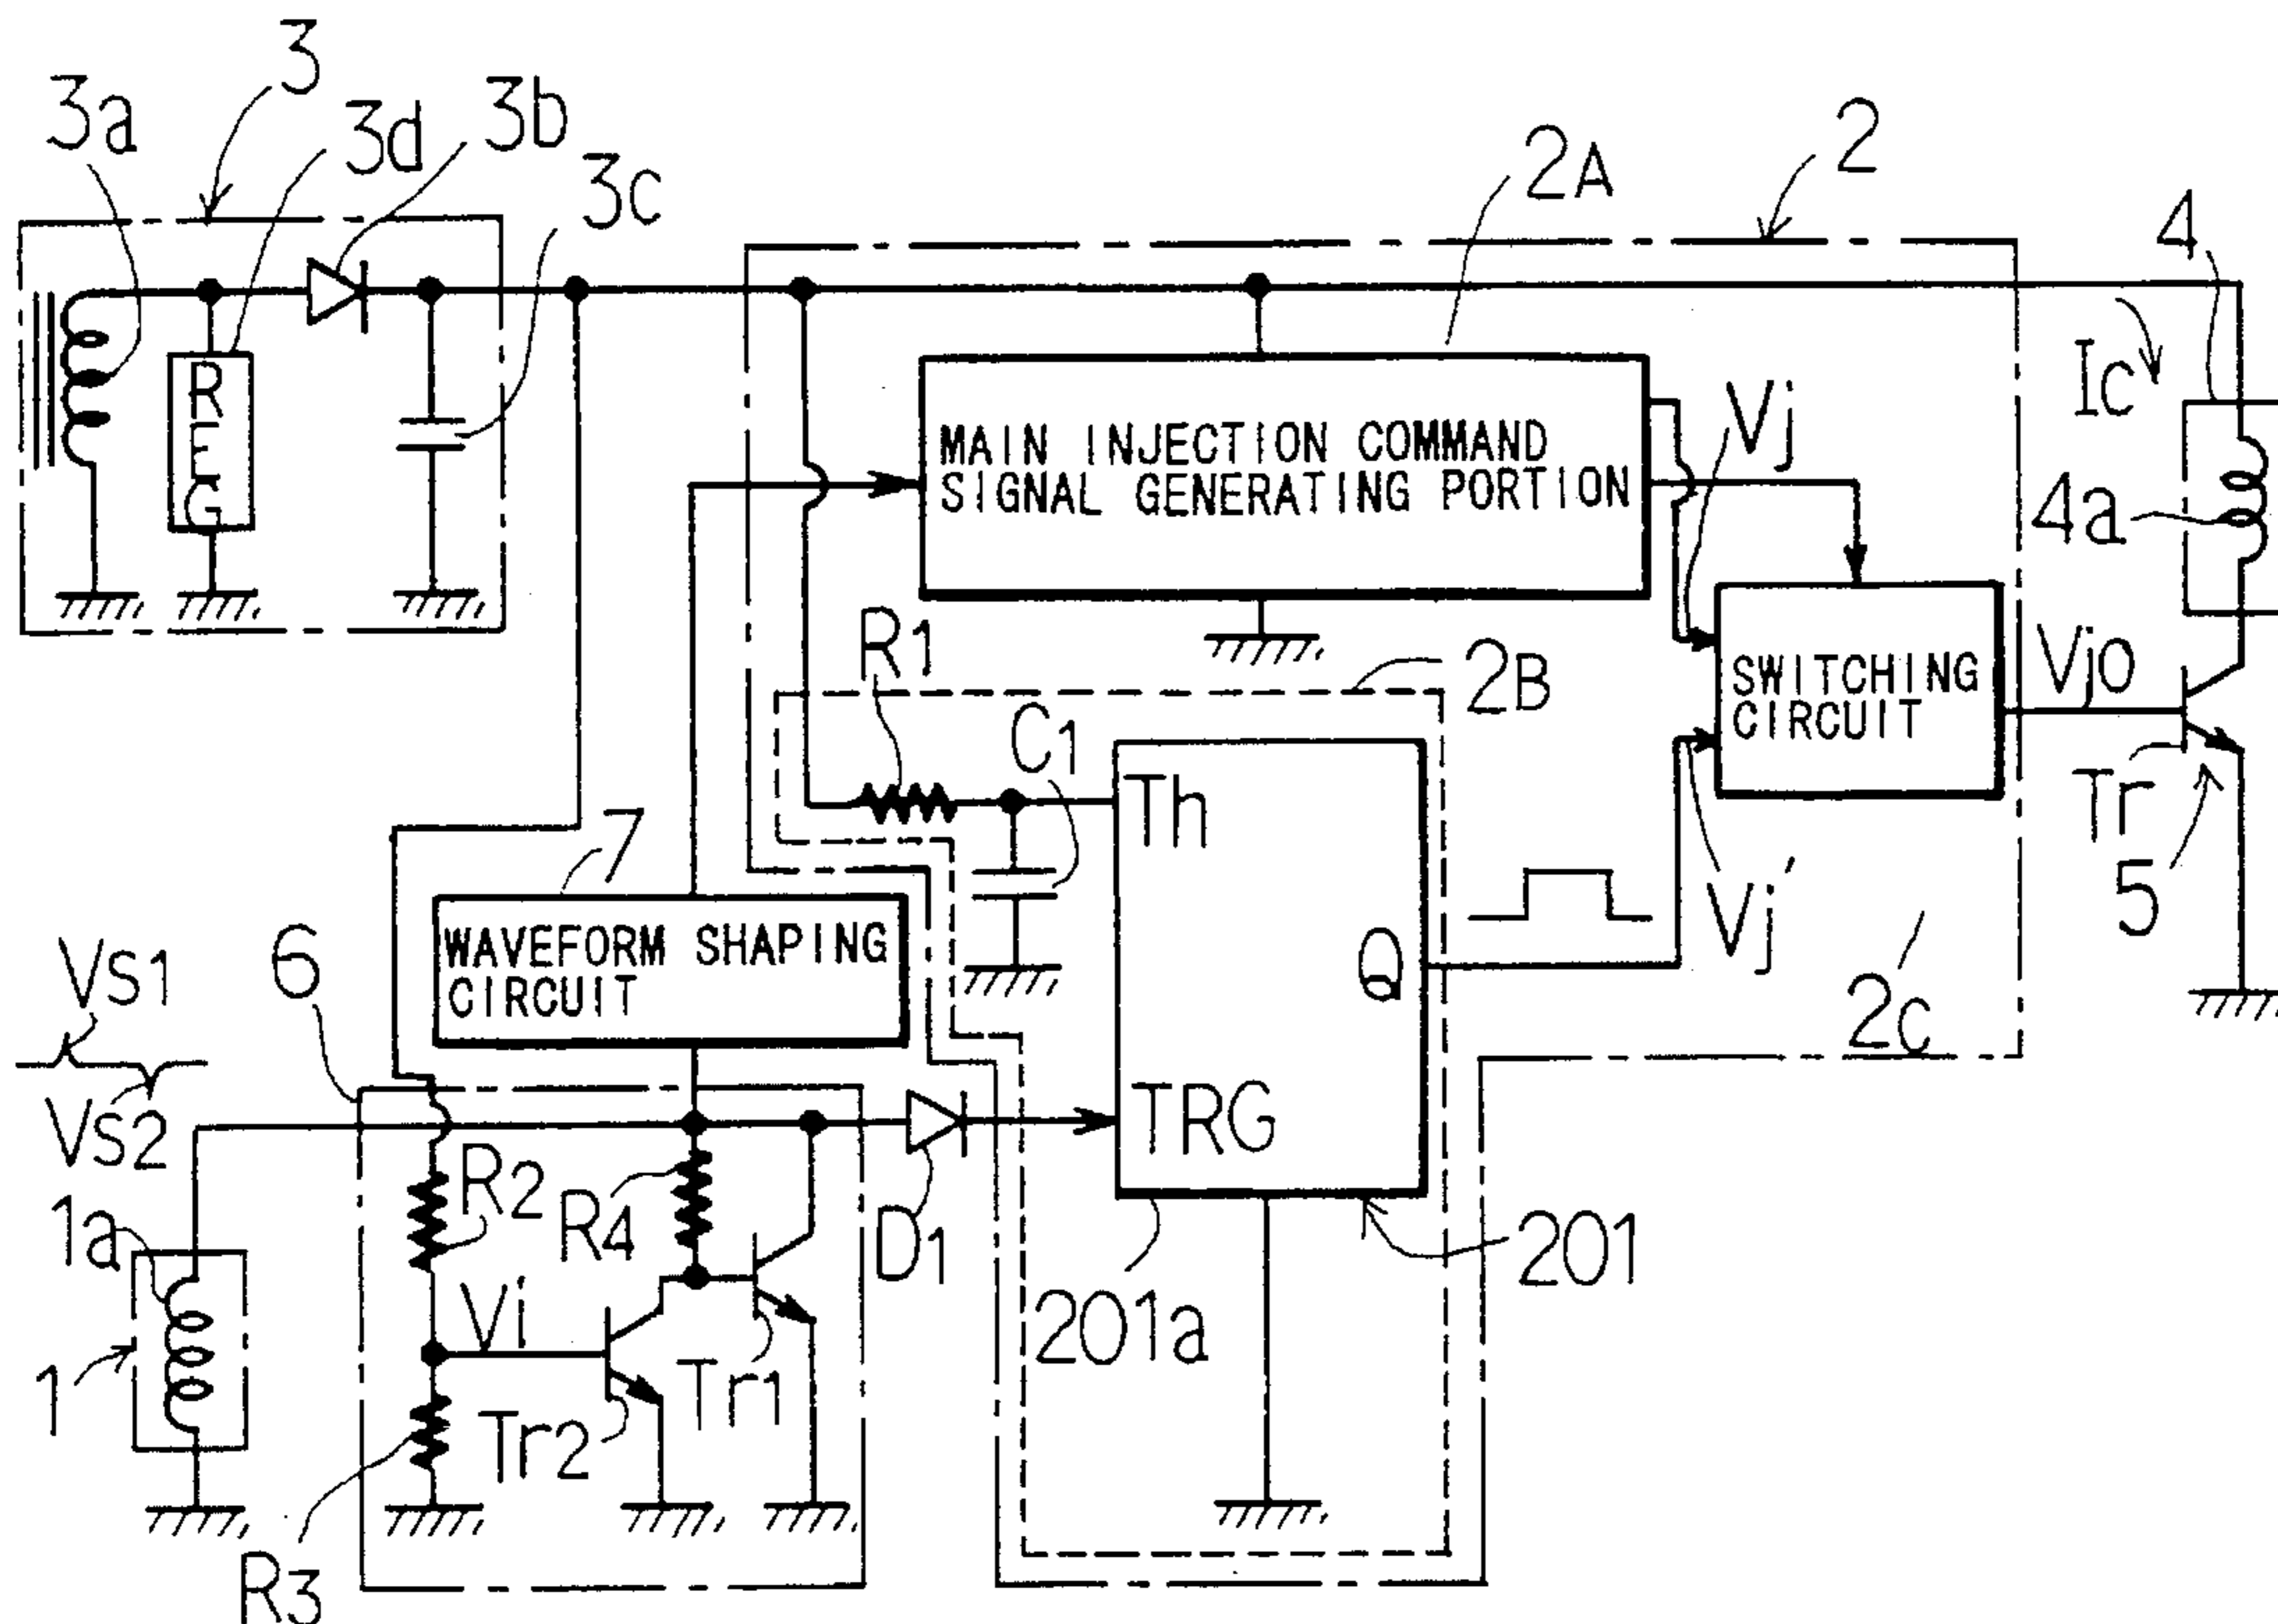 3
3a
3d
3b
3c
2
2A
4
REG
Ic
MAIN INJECTION COMMAND
SIGNAL GENERATING PORTION
Vj
4a
R1
2B
SWITCHING
CIRCUIT
Vjo
C1
Th
Tr
5
7
Vj'
WAVEFORM SHAPING
CIRCUIT
Q
6
VS1
2c
VS2
TRG
R2
R4
D1
1a
201
Vi
201a
1
Tr1
Tr2
R3